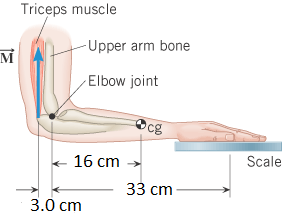 Triceps muscle
M
Upper arm bone
Elbow joint
cg
16 cm
Scale
33 cm
3.0 cm